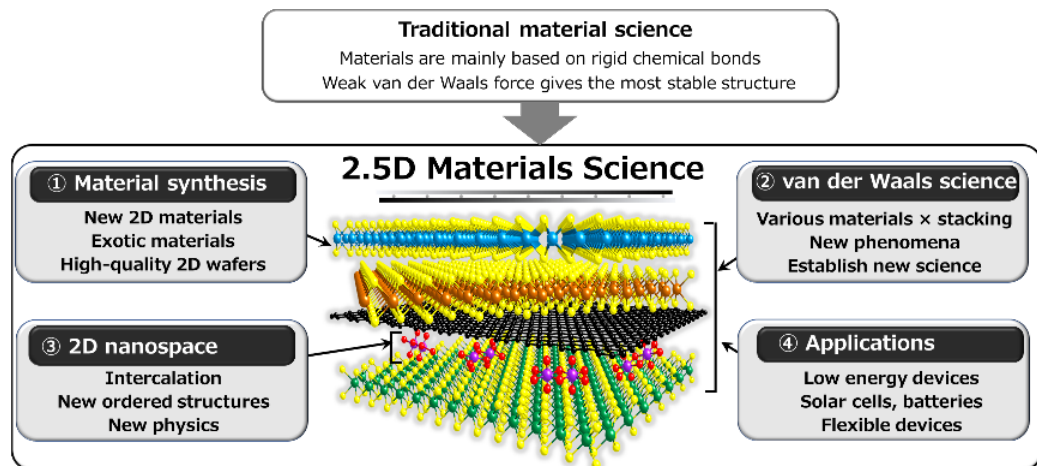 Traditional material science
Materials are mainly based on rigid chemical bonds
Weak van der Waals force gives the most stable structure
2.5D Materials Science
① Material synthesis
New 2D materials
Exotic materials
High-quality 2D wafers
② van der Waals science
Various materials × stacking
New phenomena
Establish new science
③ 2D nanospace
Intercalation
New ordered structures
New physics
④ Applications
Low energy devices
Solar cells, batteries
Flexible devices